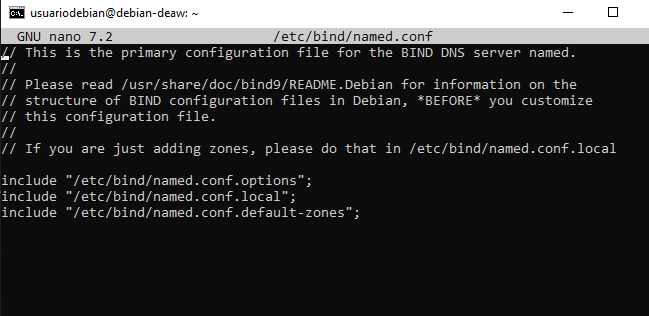 usuariodebian@debian-deaw: ~
GNU nano 7.2 /etc/bind/named.conf
// This is the primary configuration file for the BIND DNS server named.
//
// Please read /usr/share/doc/bind9/README.Debian for information on the
// structure of BIND configuration files in Debian, *BEFORE* you customize
// this configuration file.
//
// If you are just adding zones, please do that in /etc/bind/named.conf.local
include "/etc/bind/named.conf.options";
include "/etc/bind/named.conf.local";
include "/etc/bind/named.conf.default-zones";